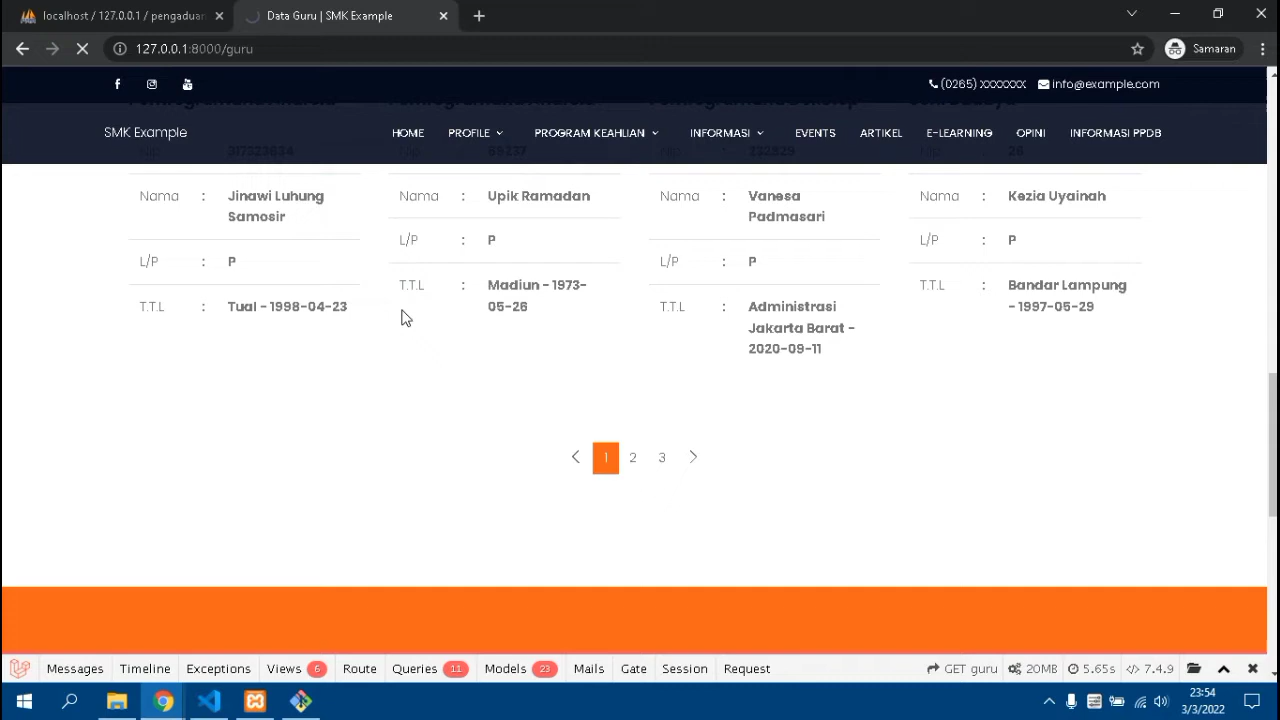 localhost / 127.0.0.1 / pengaduan
Data Guru | SMK Example
127.0.0.1:8000/guru
Samaran
(0265) XXXXXXX
info@example.com
SMK Example
HOME
PROFILE
PROGRAM KEAHLIAN
INFORMASI
EVENTS
ARTIKEL
E-LEARNING
OPINI
INFORMASI PPDB
Nama : Jinawi Luhung
Samosir
L/P : P
T.T.L : Tual - 1998-04-23
Nama : Upik Ramadan
L/P : P
T.T.L : Madiun - 1973-
05-26
Nama : Vanesa
Padmasari
L/P : P
T.T.L : Administrasi
Jakarta Barat -
2020-09-11
Nama : Kezia Uyainah
L/P : P
T.T.L : Bandar Lampung
- 1997-05-29
1 2 3
Messages Timeline Exceptions Views 6 Route Queries 11 Models 23 Mails Gate Session Request GET guru 20MB 5.65s 7.4.9
23:54
3/3/2022